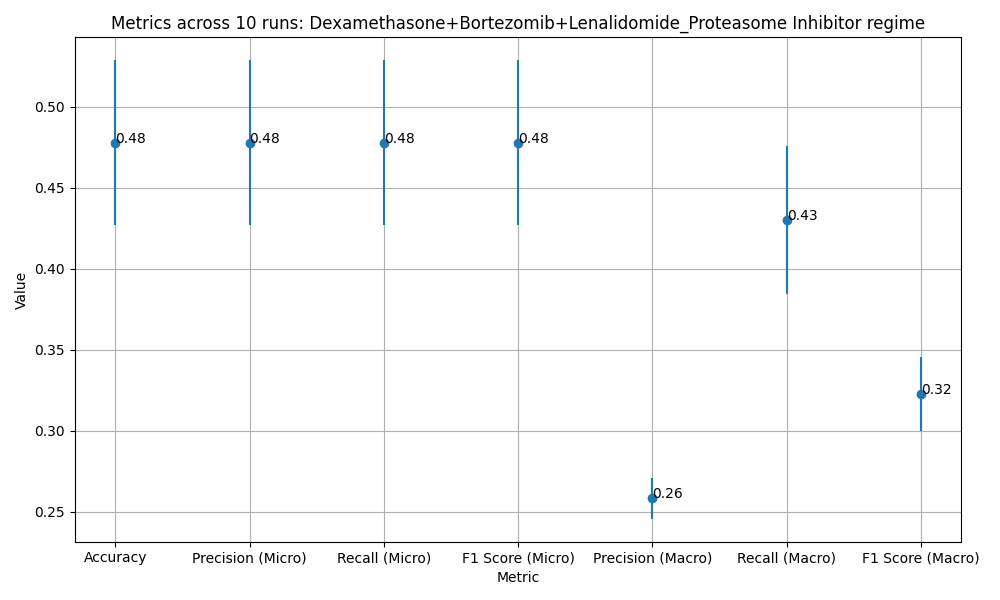 Metrics across 10 runs: Dexamethasone+Bortezomib+Lenalidomide_Proteasome Inhibitor regime
Value
0.50
0.45
0.40
0.35
0.30
0.25
0.48
0.48
0.48
0.48
0.26
0.43
0.32
Accuracy
Precision (Micro)
Recall (Micro)
F1 Score (Micro)
Precision (Macro)
Recall (Macro)
F1 Score (Macro)
Metric